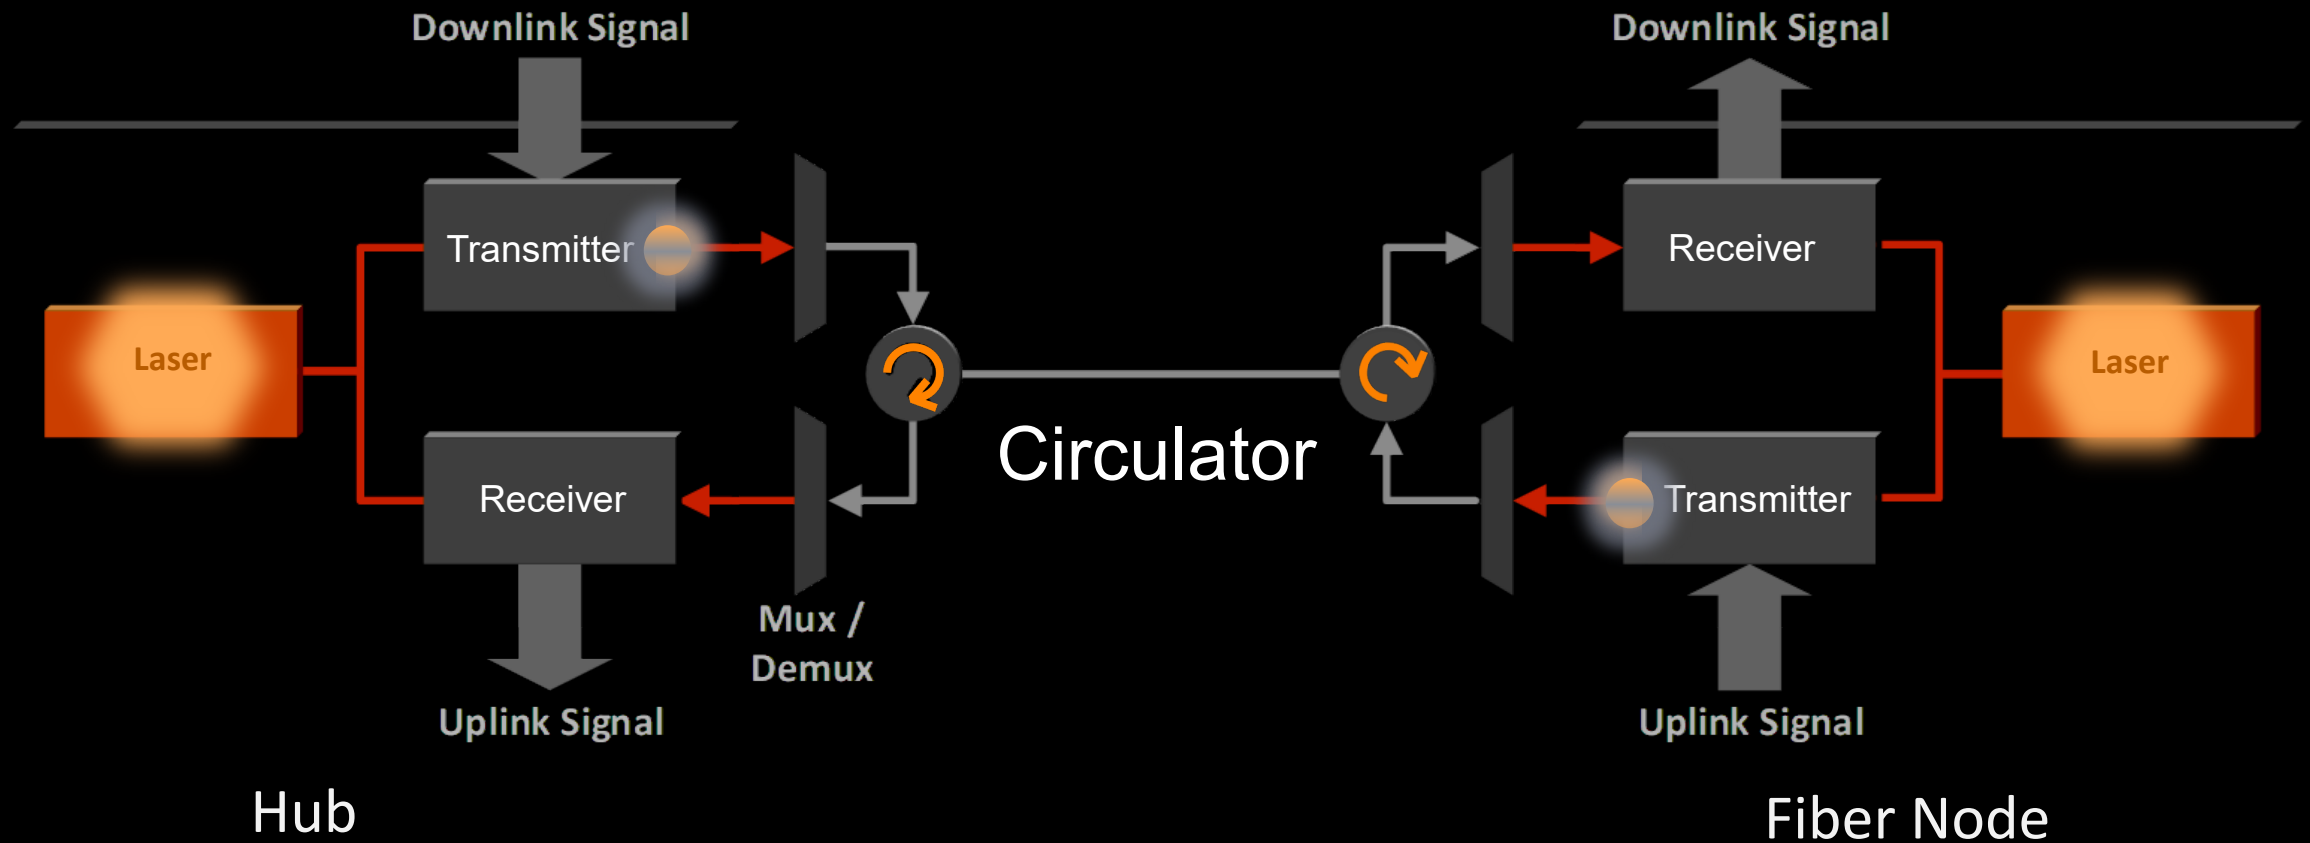 Downlink Signal
Downlink Signal
Transmitter
Receiver
Laser
Laser
Circulator
Receiver
Transmitter
Mux /
Demux
Uplink Signal
Uplink Signal
Hub
Fiber Node